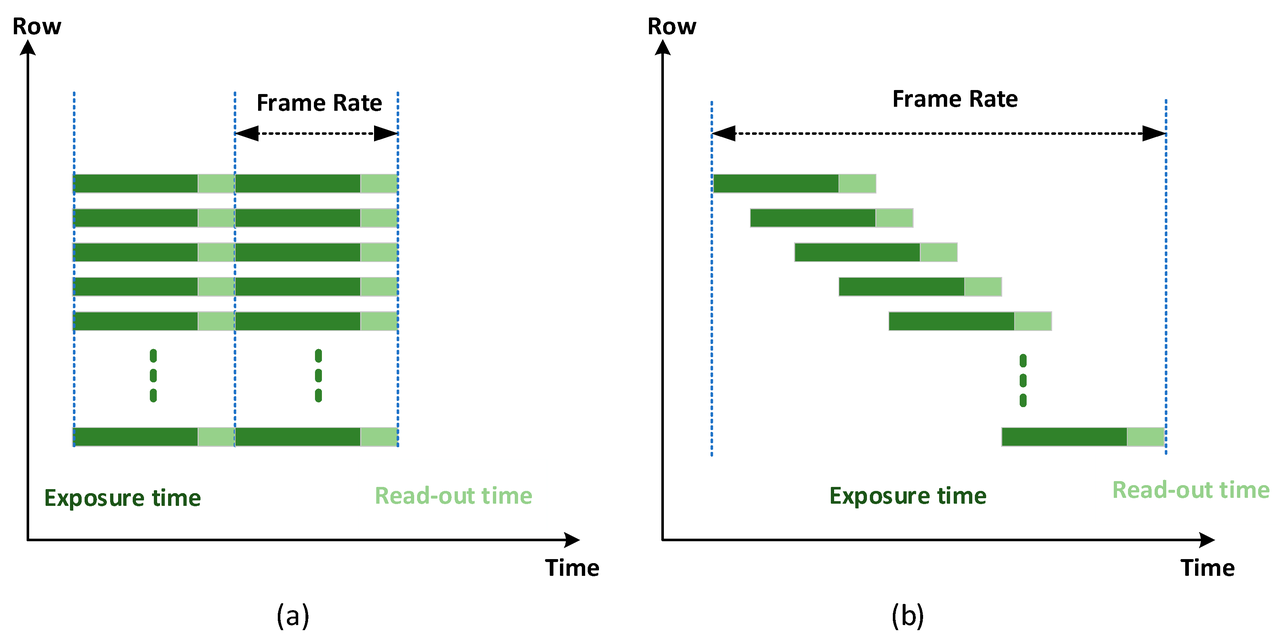 Row
Frame Rate
Exposure time
Read-out time
Time
(a)
Row
Frame Rate
Exposure time
Read-out time
Time
(b)